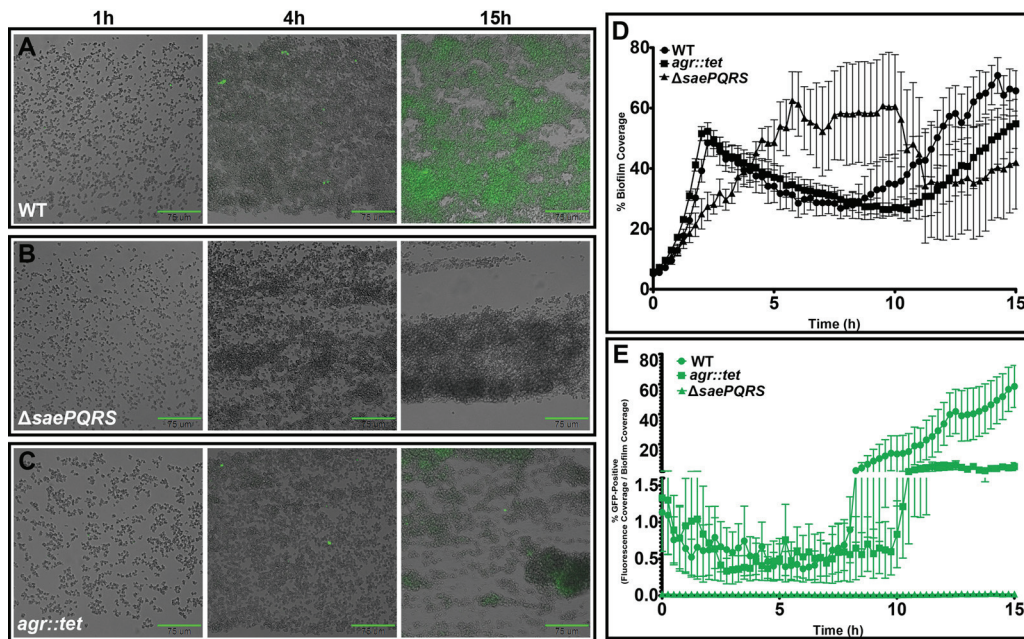 1h 4h 15h
A
WT
75 um 75 um 75 um
B
ΔsaePQRS
75 um 75 um 75 um
C
agr::tet
75 um 75 um 75 um
D
WT
agr::tet
ΔsaePQRS
% Biofilm Coverage
80
60
40
20
0
0 5 10 15
Time (h)
E
WT
agr::tet
ΔsaePQRS
% GFP-Positive
(Fluorescence Coverage / Biofilm Coverage)
80
60
40
20
1.5
1.0
0.5
0.0
0 5 10 15
Time (h)